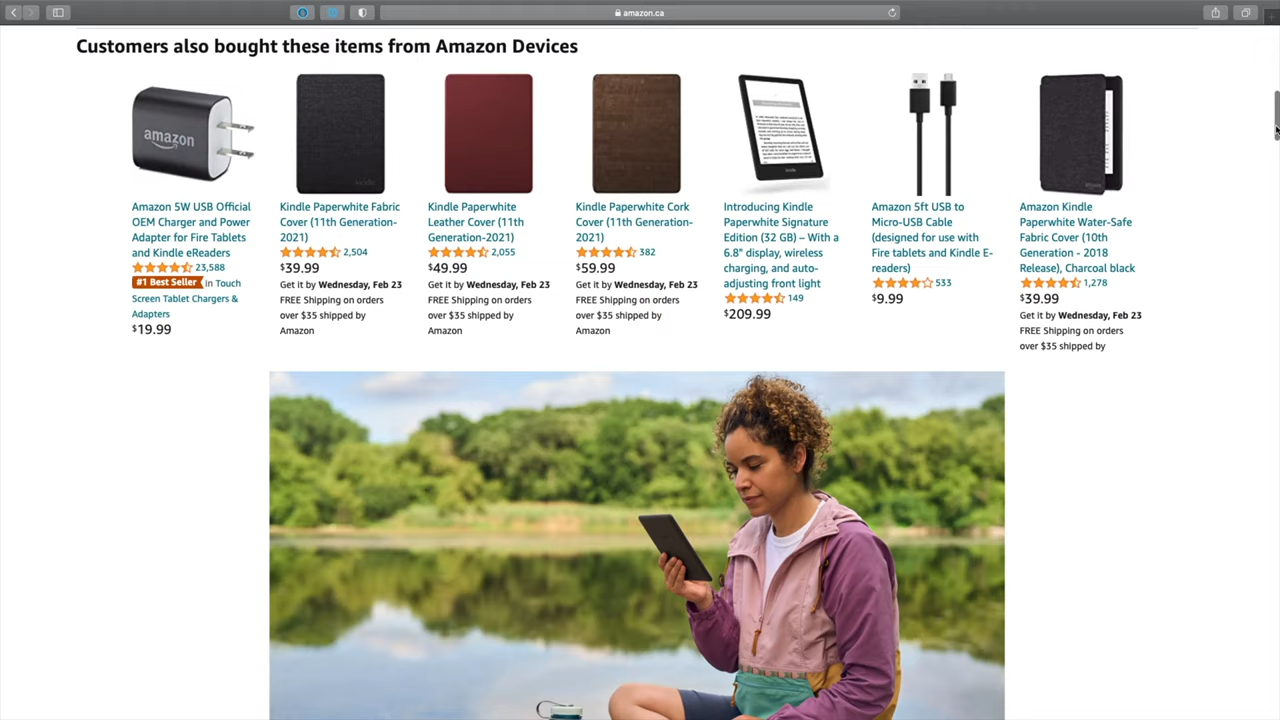 amazon.ca
Customers also bought these items from Amazon Devices
amazon
Amazon 5W USB Official
OEM Charger and Power
Adapter for Fire Tablets
and Kindle eReaders
23,588
#1 Best Seller in Touch
Screen Tablet Chargers &
Adapters
$19.99
Kindle Paperwhite Fabric
Cover (11th Generation-
2021)
2,504
$39.99
Get it by Wednesday, Feb 23
FREE Shipping on orders
over $35 shipped by
Amazon
Kindle Paperwhite
Leather Cover (11th
Generation-2021)
2,055
$49.99
Get it by Wednesday, Feb 23
FREE Shipping on orders
over $35 shipped by
Amazon
Kindle Paperwhite Cork
Cover (11th Generation-
2021)
382
$59.99
Get it by Wednesday, Feb 23
FREE Shipping on orders
over $35 shipped by
Amazon
Introducing Kindle
Paperwhite Signature
Edition (32 GB) – With a
6.8" display, wireless
charging, and auto-
adjusting front light
149
$209.99
Amazon 5ft USB to
Micro-USB Cable
(designed for use with
Fire tablets and Kindle E-
readers)
533
$9.99
Amazon Kindle
Paperwhite Water-Safe
Fabric Cover (10th
Generation - 2018
Release), Charcoal black
1,278
$39.99
Get it by Wednesday, Feb 23
FREE Shipping on orders
over $35 shipped by